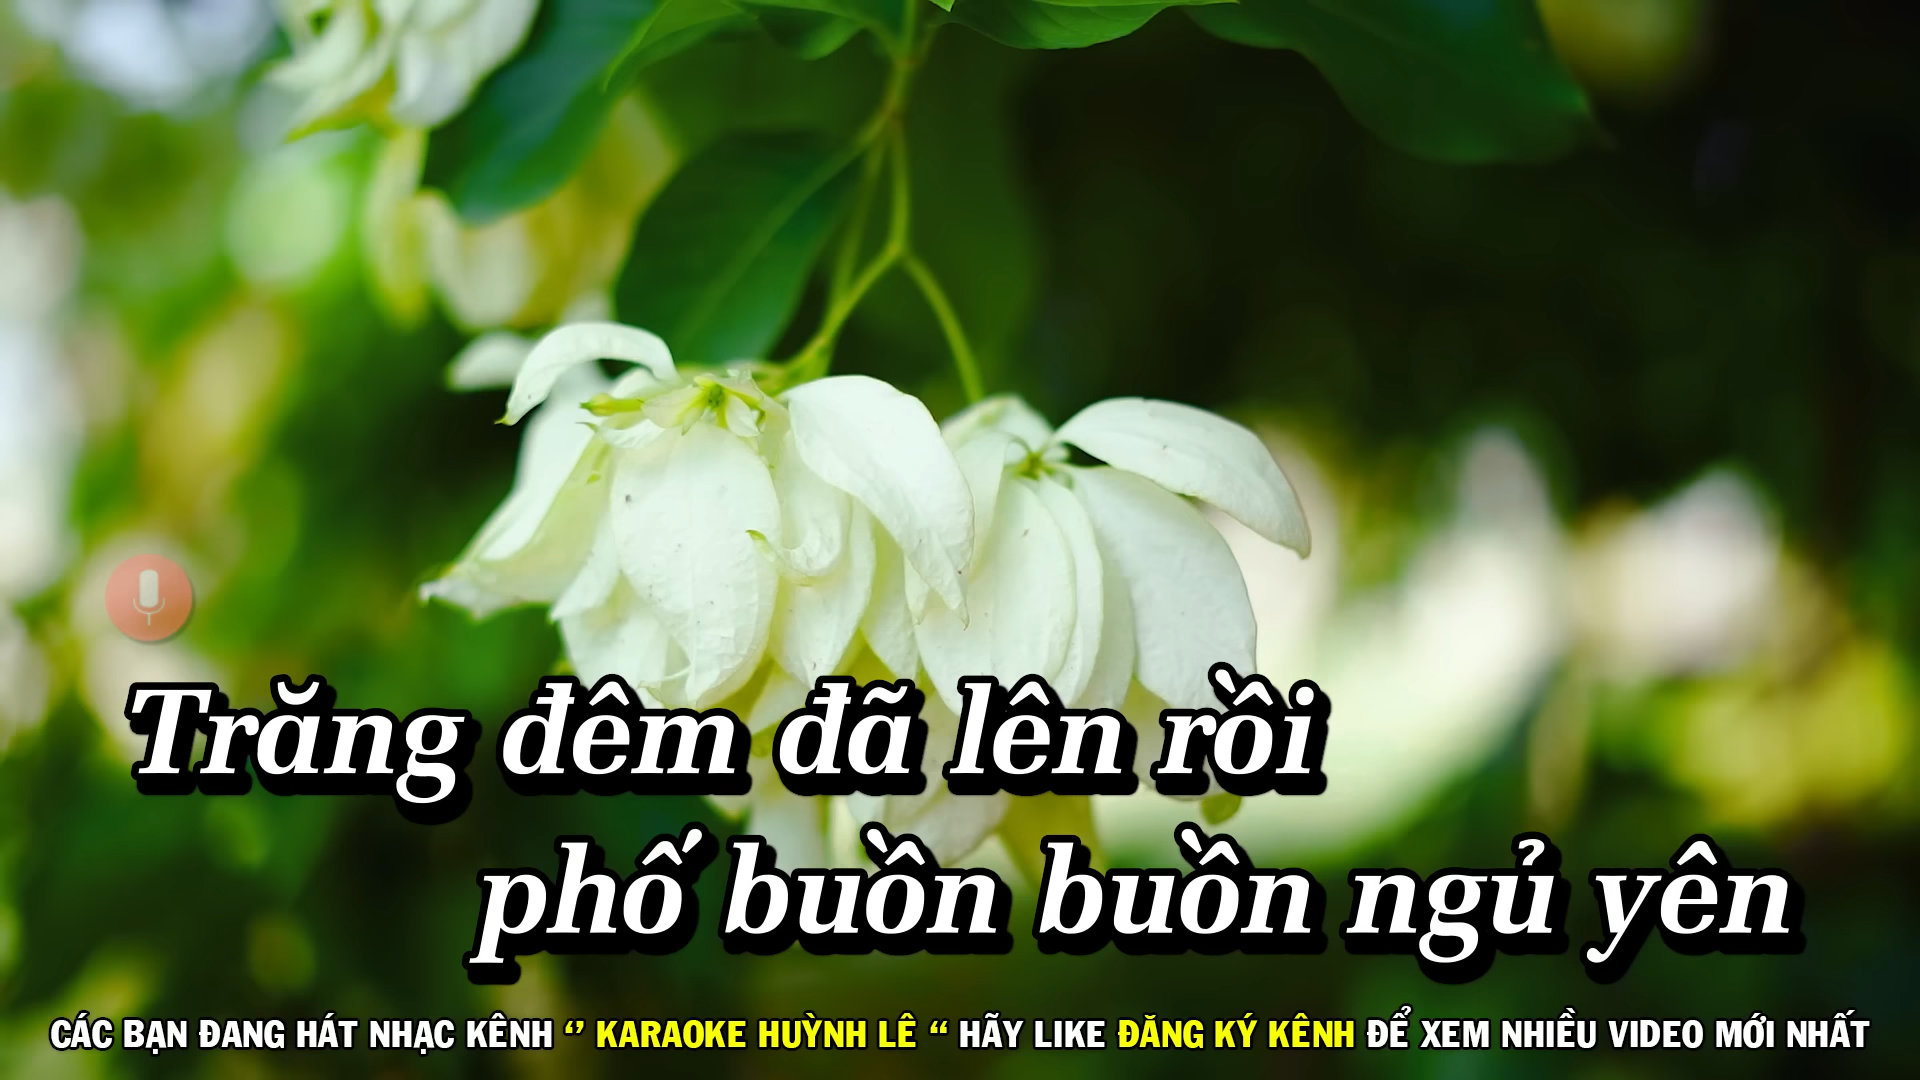 Trăng đêm đã lên rồi
phố buồn buồn ngủ yên
CÁC BẠN ĐANG HÁT NHẠC KÊNH ‘’ KARAOKE HUỲNH LÊ “ HÃY LIKE ĐĂNG KÝ KÊNH ĐỂ XEM NHIỀU VIDEO MỚI NHẤT